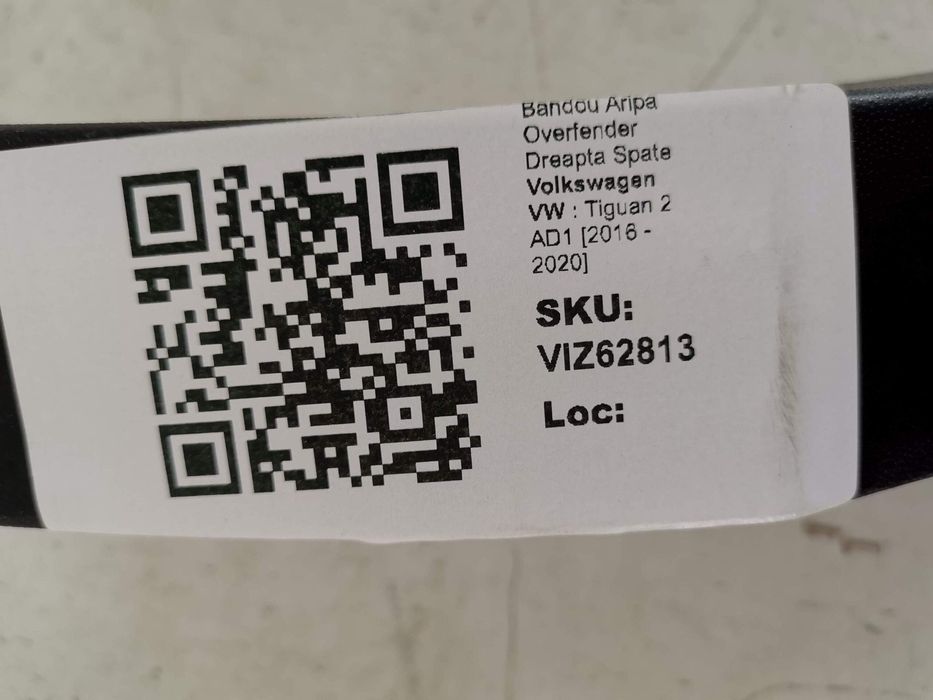 Bandou Aripa
Overfender
Dreapta Spate
Volkswagen
VW : Tiguan 2
AD1 [2016 -
2020]
SKU:
VIZ62813
Loc: